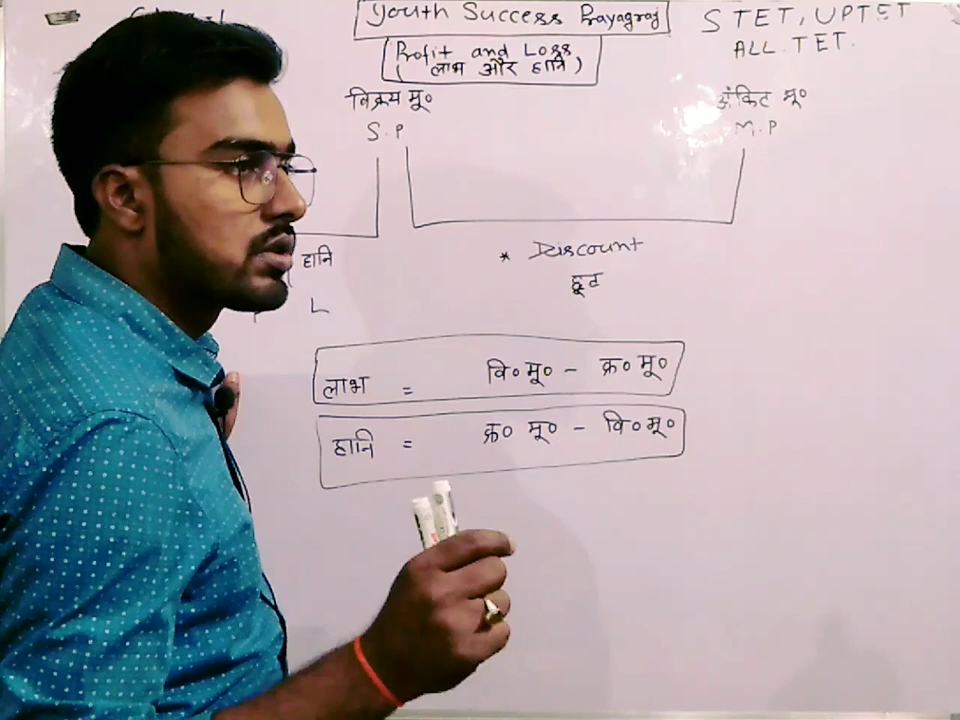 Youth Success Prayagraj
STET, UPTET
ALL TET.
Profit and Loss
( लाभ और हानि )
विक्रय मू०
अंकित मू०
S.P
M.P
हानि
* Discount
छूट
L
लाभ = वि० मू० - क्र० मू०
हानि = क्र० मू० - वि० मू०